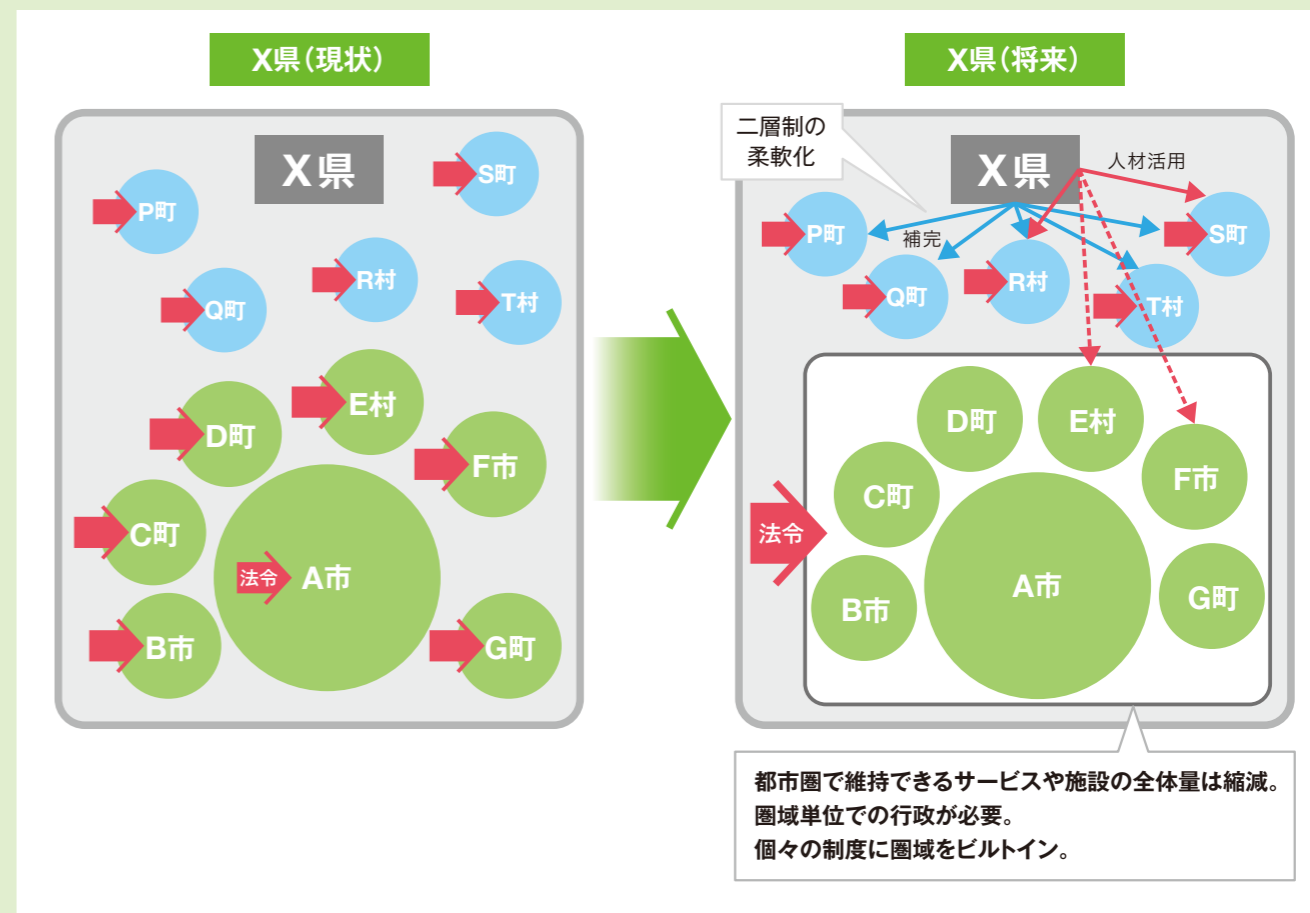 X県（現状）
X県
S町
P町
R村
Q町
T村
E村
D町
F市
C町
法令
A市
B市
G町
X県（将来）
二層制の
柔軟化
X県
人材活用
P町
補完
S町
Q町
R村
T村
D町
E村
C町
F市
法令
A市
B市
G町
都市圏で維持できるサービスや施設の全体量は縮減。
圏域単位での行政が必要。
個々の制度に圏域をビルトイン。